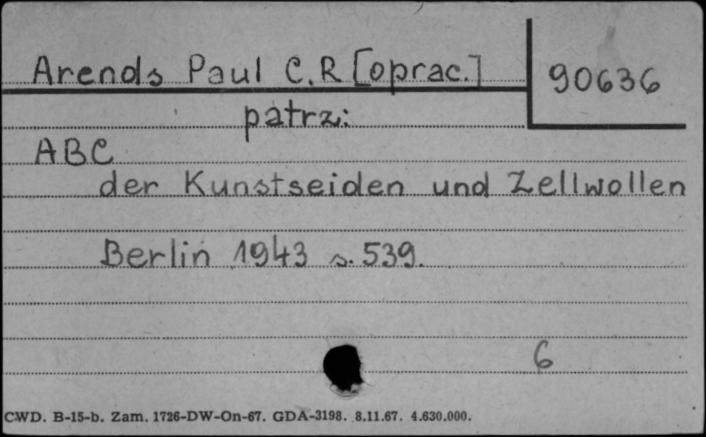 Arends Paul C.R [oprac.]
90636
patrz:
ABC
der Kunstseiden und Zellwollen
Berlin 1943 s. 539.
6
CWD. B-15-b. Zam. 1726-DW-On-67. GDA-3198. 8.11.67. 4.630.000.